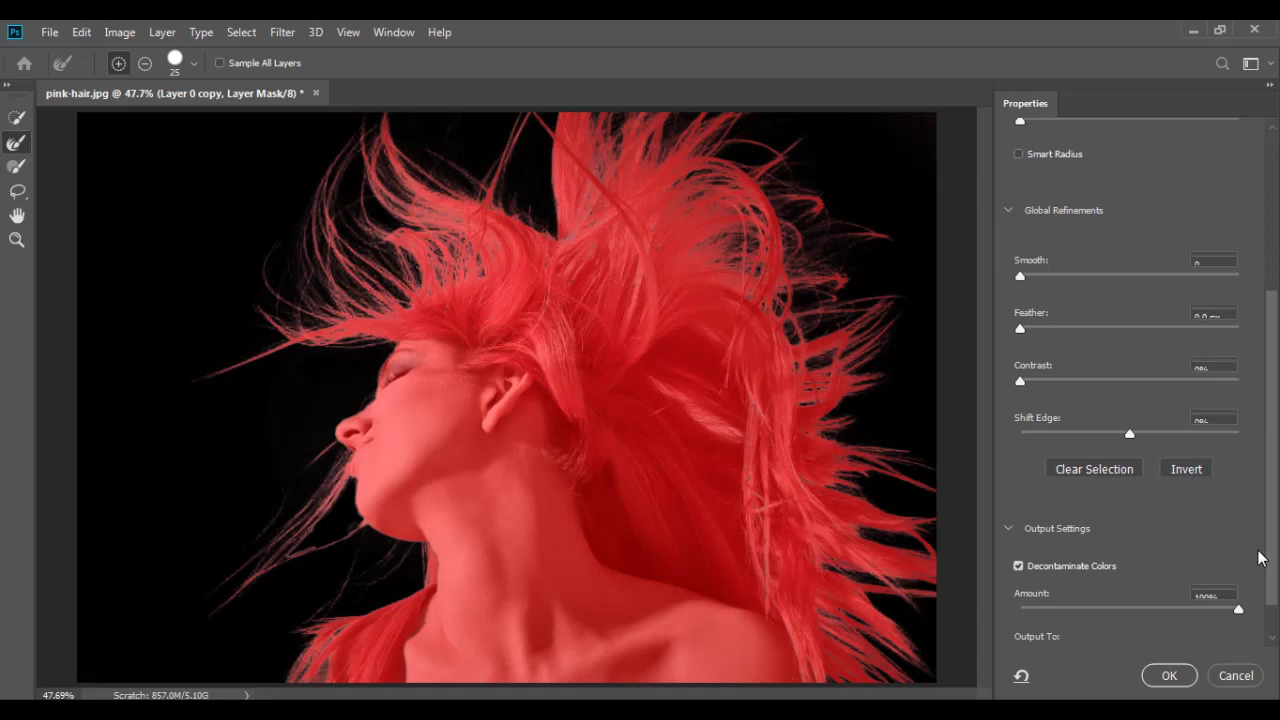 Ps File Edit Image Layer Type Select Filter 3D View Window Help
25 Sample All Layers
pink-hair.jpg @ 47.7% (Layer 0 copy, Layer Mask/8) * ×
Properties
Smart Radius
Global Refinements
Smooth:
Feather:
Contrast:
Shift Edge:
Clear Selection Invert
Output Settings
Decontaminate Colors
Amount: 100%
Output To:
OK Cancel
47.69% Scratch: 857.0M/5.10G